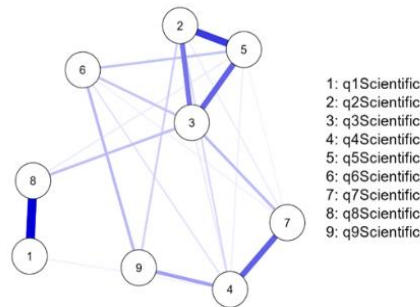 2
5
6
3
8
7
1
9
4
1: q1Scientific
2: q2Scientific
3: q3Scientific
4: q4Scientific
5: q5Scientific
6: q6Scientific
7: q7Scientific
8: q8Scientific
9: q9Scientific